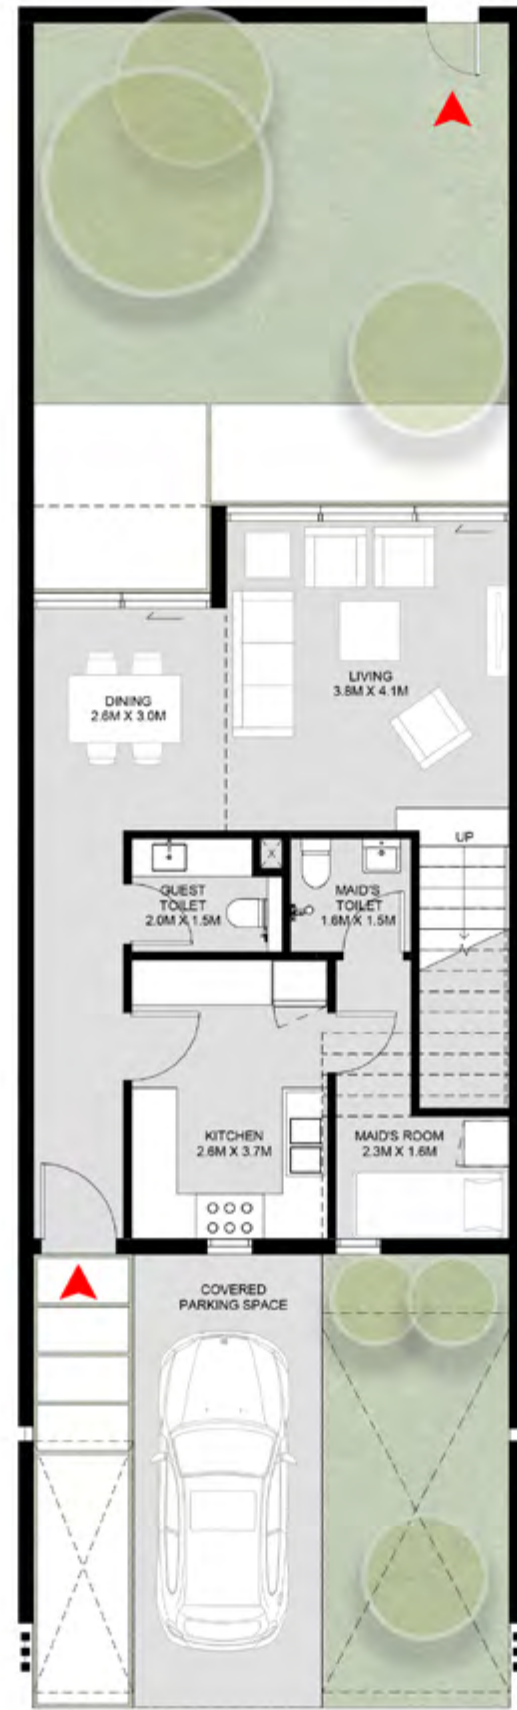 LIVING
3.8M X 4.1M
DINING
2.6M X 3.0M
UP
GUEST
TOILET
2.0M X 1.5M
MAID'S
TOILET
1.6M X 1.5M
X
KITCHEN
2.6M X 3.7M
MAID'S ROOM
2.3M X 1.6M
COVERED
PARKING SPACE